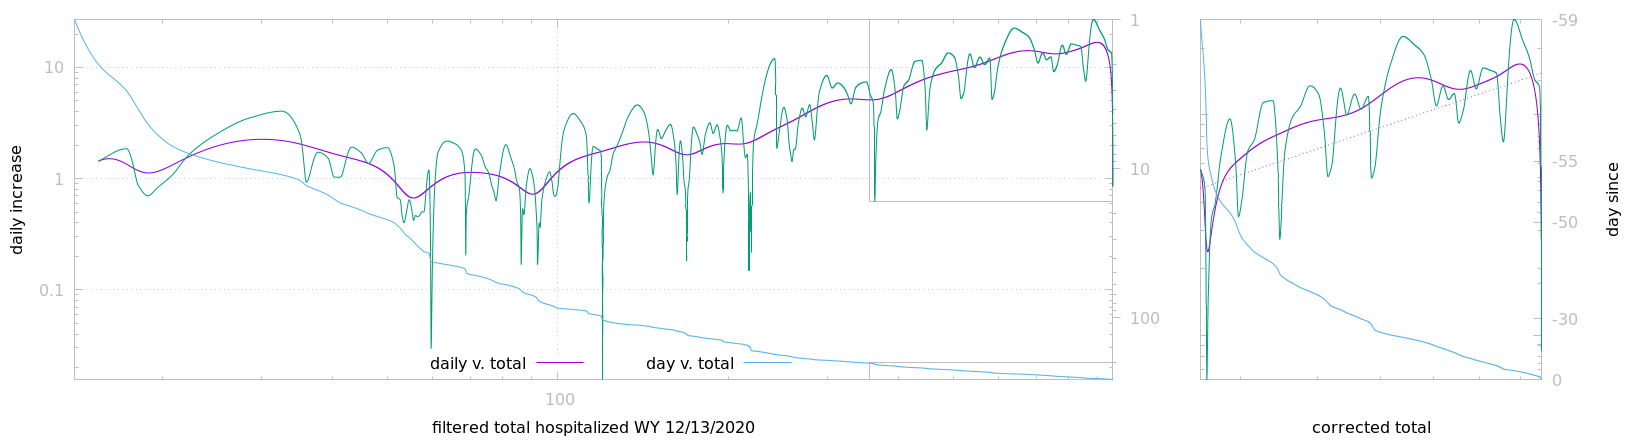 daily increase
10
1
0.1
100
daily v. total
day v. total
filtered total hospitalized WY 12/13/2020
1
10
100
-59
-55
-50
-30
0
day since
corrected total